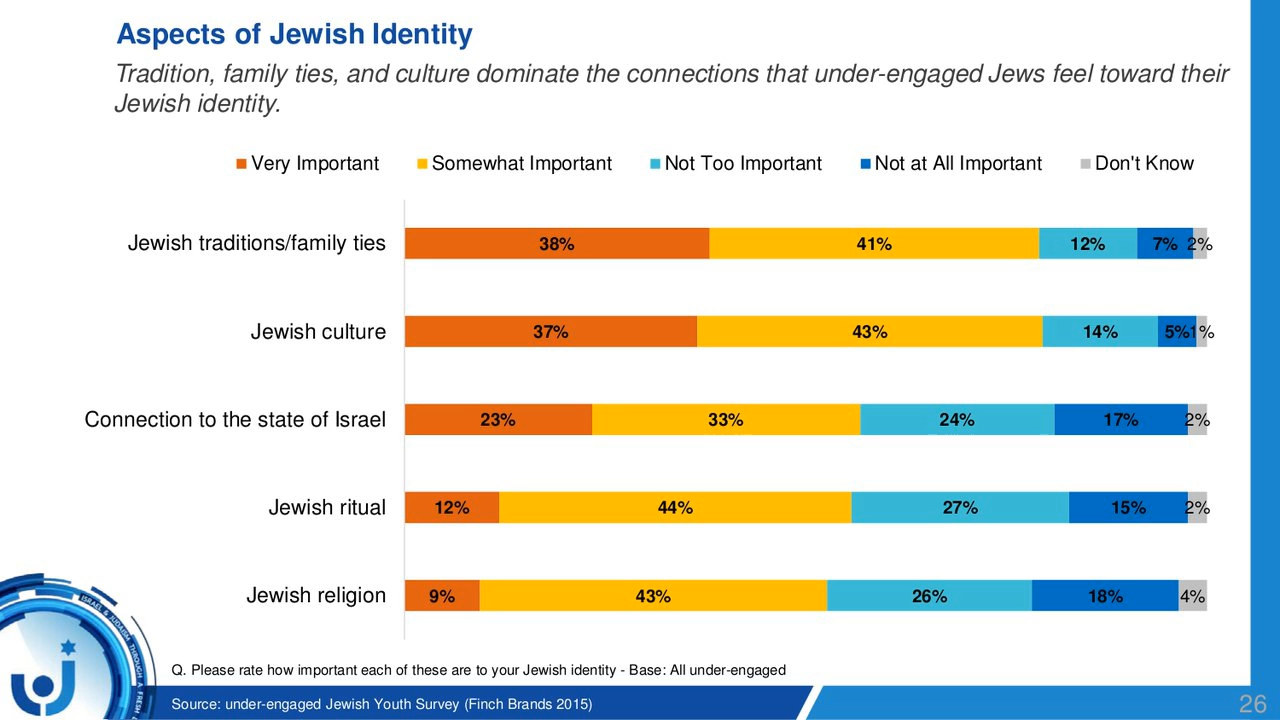 Aspects of Jewish Identity
Tradition, family ties, and culture dominate the connections that under-engaged Jews feel toward their
Jewish identity.
Very Important Somewhat Important Not Too Important Not at All Important Don't Know
Jewish traditions/family ties 38% 41% 12% 7% 2%
Jewish culture 37% 43% 14% 5% 1%
Connection to the state of Israel 23% 33% 24% 17% 2%
Jewish ritual 12% 44% 27% 15% 2%
Jewish religion 9% 43% 26% 18% 4%
ISRAEL & JUDAISM THROUGH A FRESH
Q. Please rate how important each of these are to your Jewish identity - Base: All under-engaged
Source: under-engaged Jewish Youth Survey (Finch Brands 2015)
26